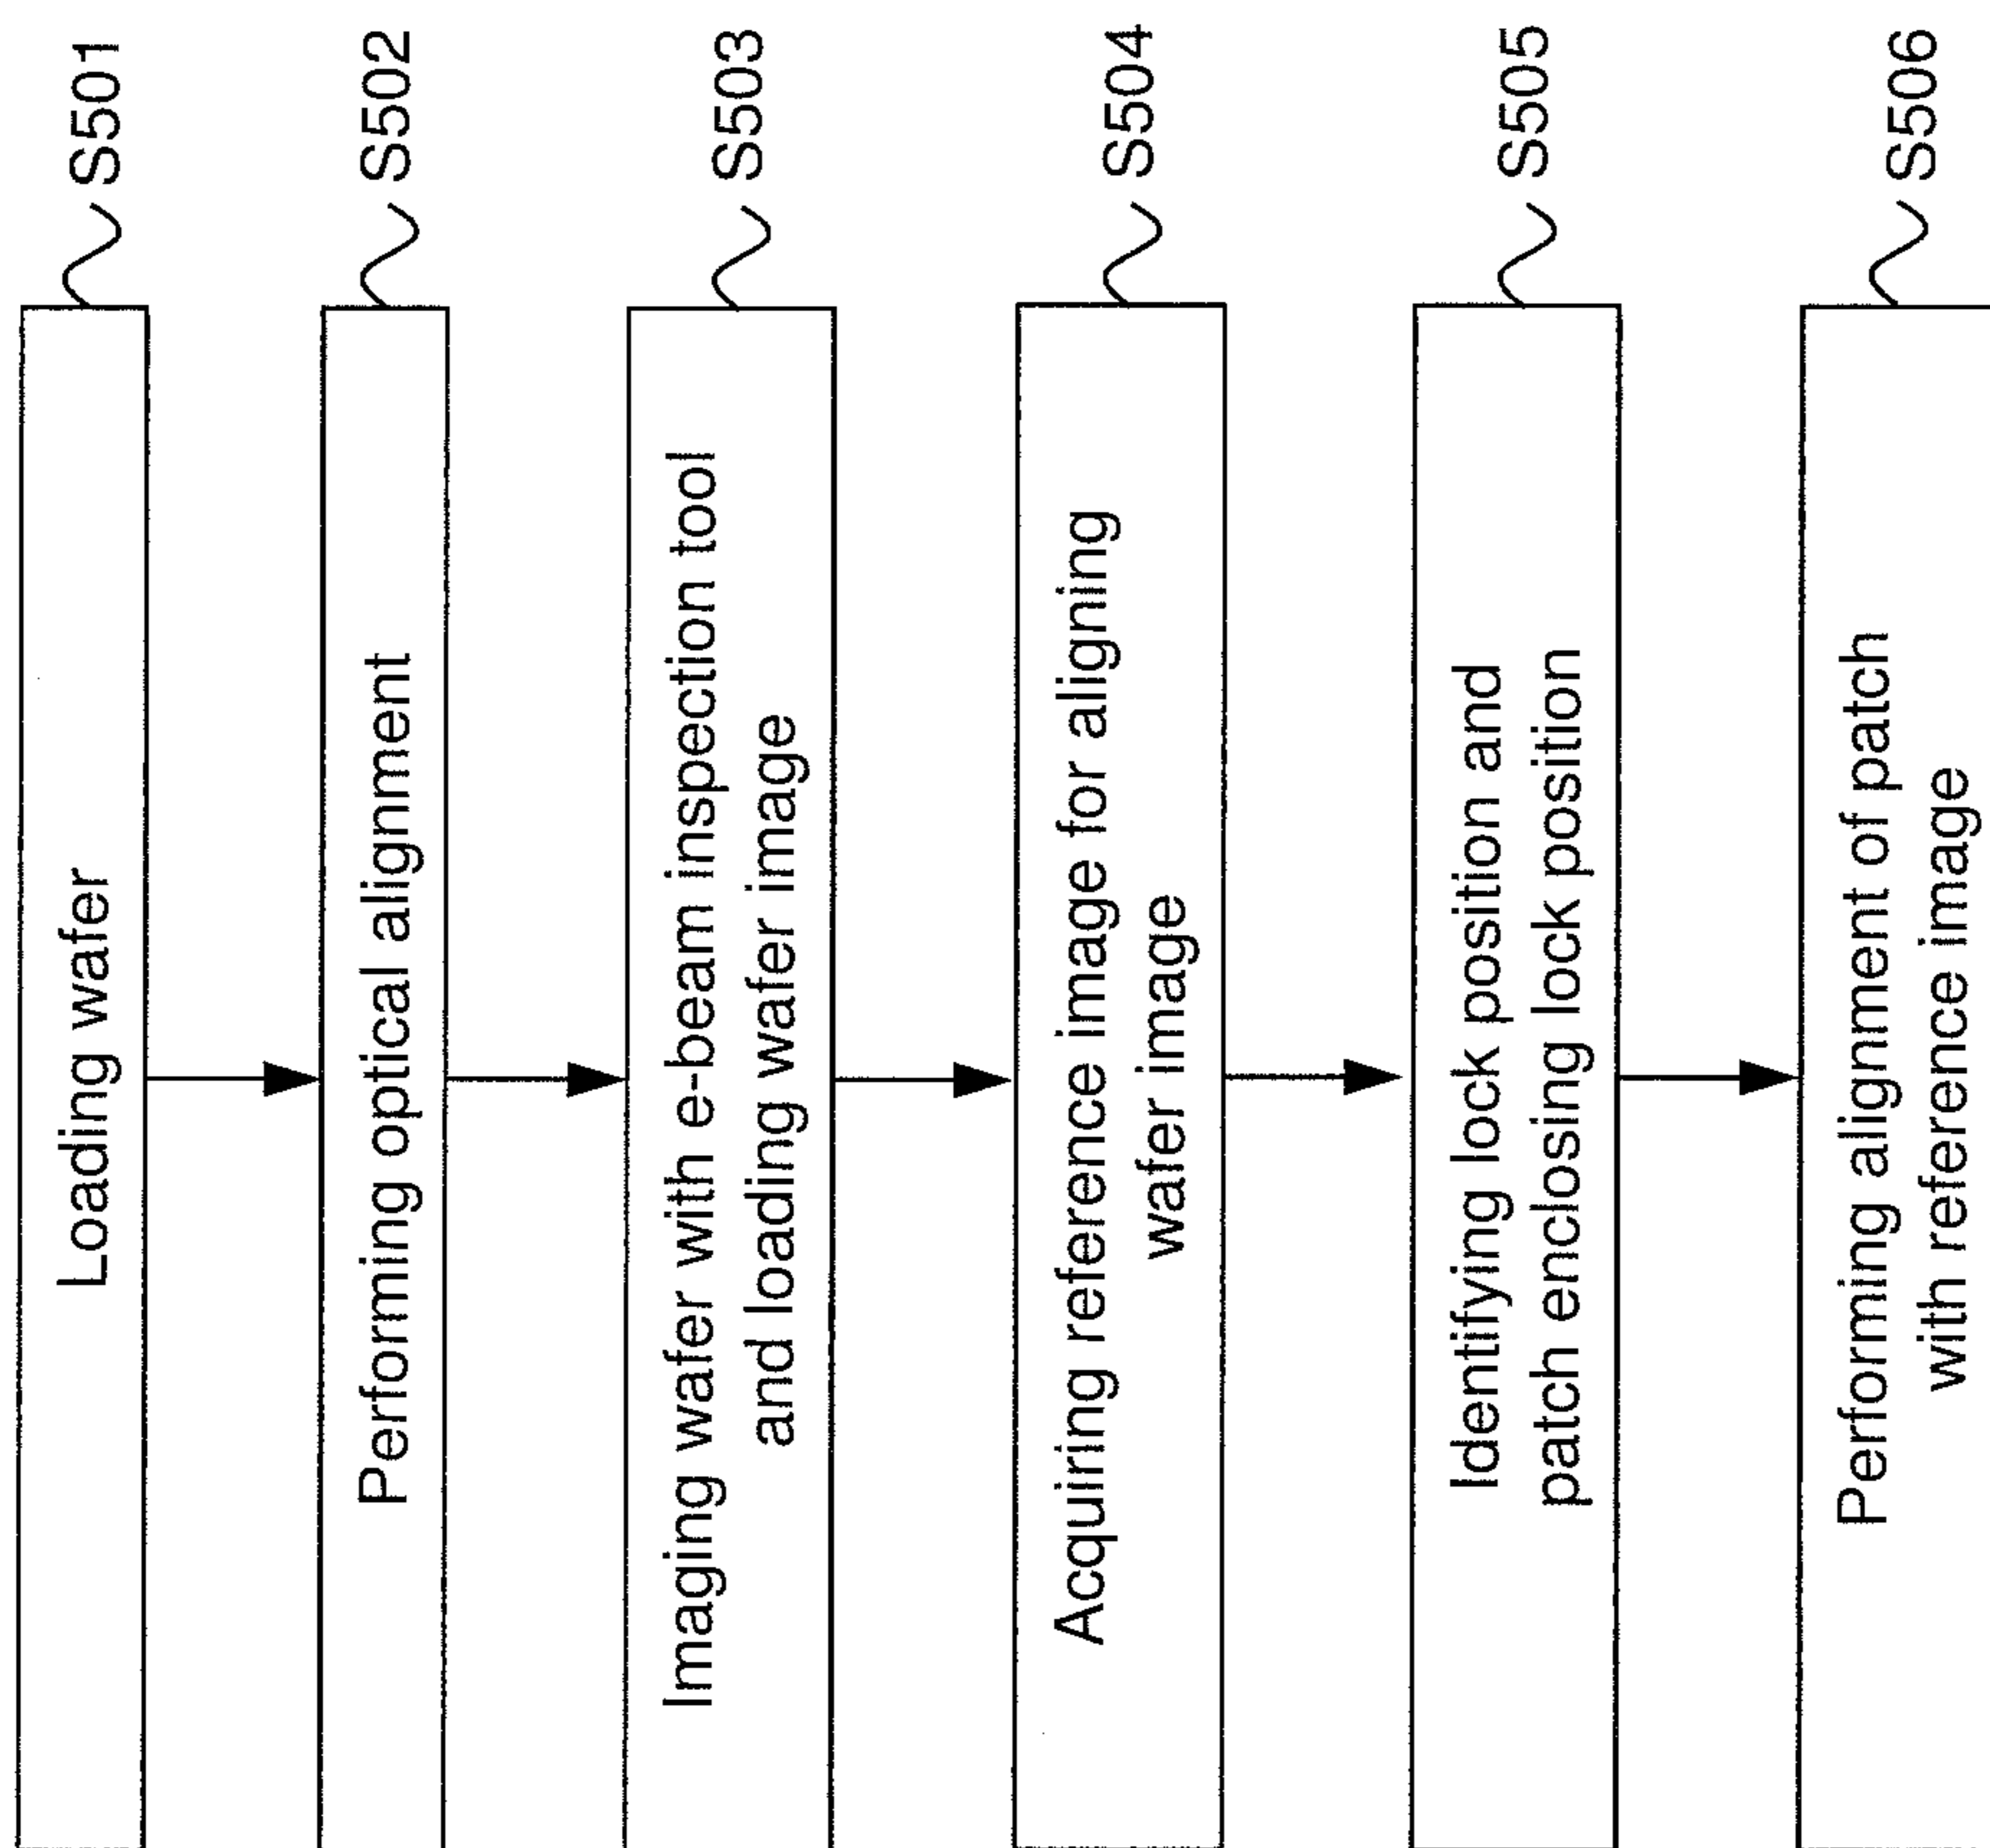 Loading wafer
S501
Performing optical alignment
S502
Imaging wafer with e-beam inspection tool
and loading wafer image
S503
Acquiring reference image for aligning
wafer image
S504
Identifying lock position and
patch enclosing lock position
S505
Performing alignment of patch
with reference image
S506